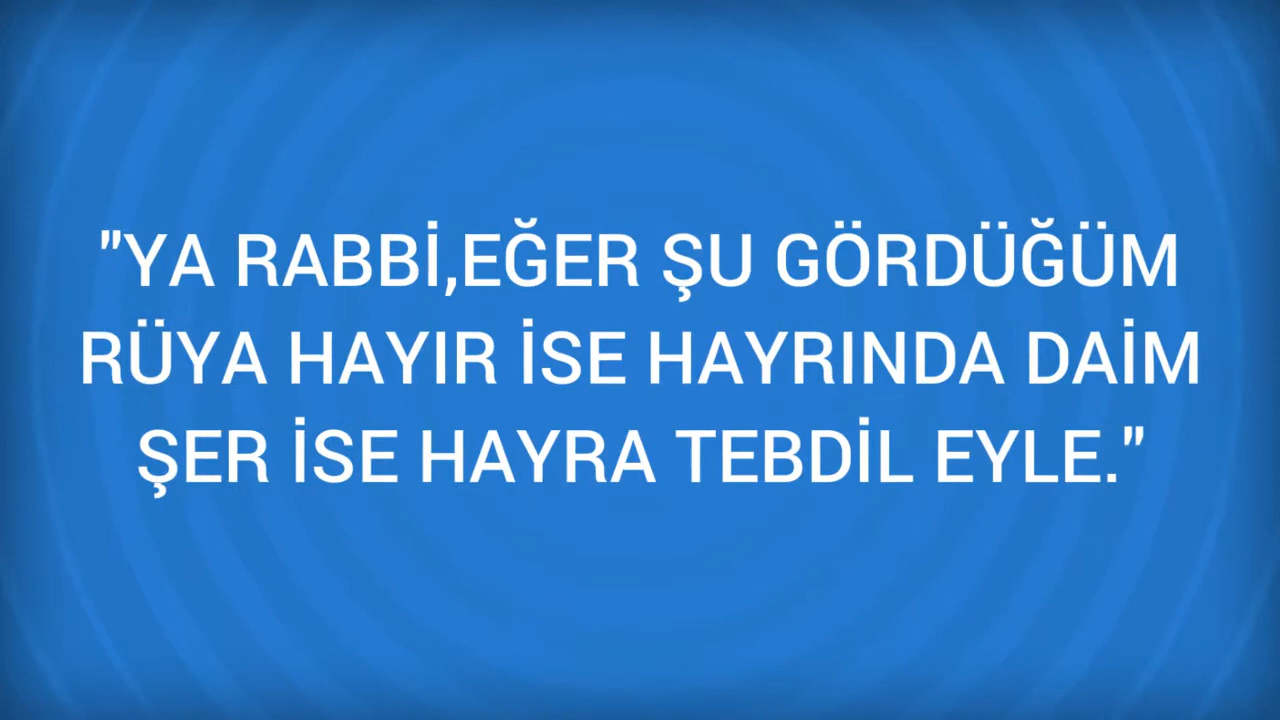 "YA RABBİ,EĞER ŞU GÖRDÜĞÜM
RÜYA HAYIR İSE HAYRINDA DAİM
ŞER İSE HAYRA TEBDİL EYLE."